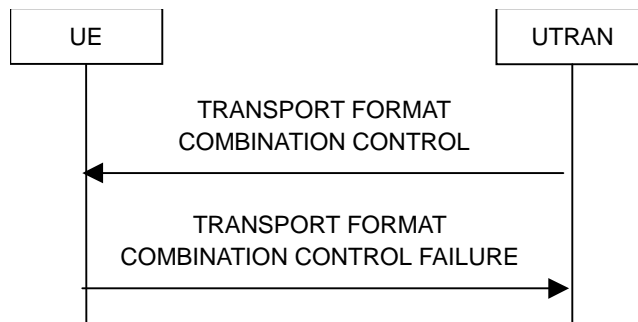 UE
UTRAN
TRANSPORT FORMAT
COMBINATION CONTROL
TRANSPORT FORMAT
COMBINATION CONTROL FAILURE